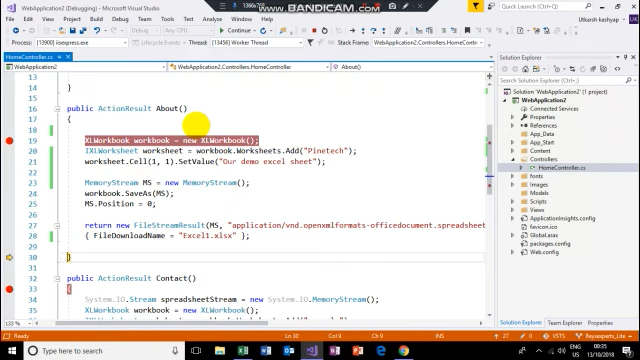 WebApplication2 (Debugging) - Microsoft Visual Studio
www.BANDICAM.com
Quick Launch (Ctrl+Q)
File Edit View Project Build Debug Team Tools Architecture Test Analyze Window Help
Utkarsh kashyap
Continue
Process: [13900] iisexpress.exe
Lifecycle Events
Thread: [13456] Worker Thread
Stack Frame: WebApplication2.Controllers.HomeCont
HomeController.cs
Solution Explorer
WebApplication2
WebApplication2.Controllers.HomeController
About()
13
14 }
15
16 public ActionResult About()
17 {
18
19 XLWorkbook workbook = new XLWorkbook();
20 IXLWorksheet worksheet = workbook.Worksheets.Add("Pinetech");
21 worksheet.Cell(1, 1).SetValue("Our demo excel sheet");
22
23 MemoryStream MS = new MemoryStream();
24 workbook.SaveAs(MS);
25 MS.Position = 0;
26
27 return new FileStreamResult(MS, "application/vnd.openxmlformats-officedocument.spreadsheet
28 { FileDownloadName = "Excel1.xlsx" };
29
30 }
31
32 public ActionResult Contact()
33 {
34 System.IO.Stream spreadsheetStream = new System.IO.MemoryStream();
35 XLWorkbook workbook = new XLWorkbook();
133 %
Solution 'WebApplication2' (1
WebApplication2
Connected Services
Properties
References
App_Data
App_Start
Content
Controllers
HomeController.cs
fonts
Images
Models
Scripts
Views
ApplicationInsights.config
favicon.ico
Global.asax
packages.config
Web.config
Solution Explorer Team Explorer
Ready
Ln 30
Col 9
Ch 9
INS
27
0
VSTS
Type here to search
ENG
00:35
13/10/2018